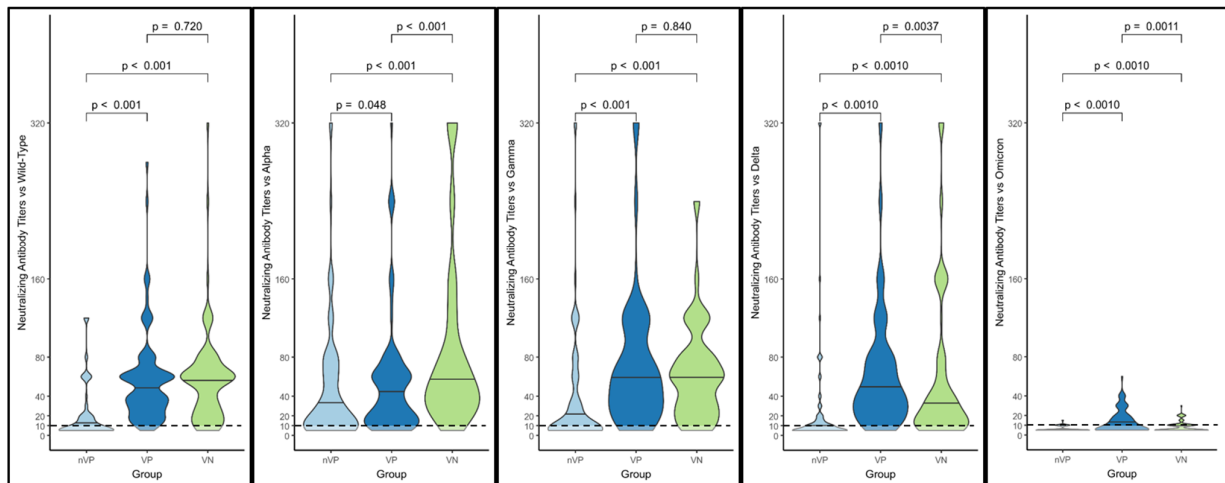 Neutralizing Antibody Titers vs Wild-Type
p = 0.720
p < 0.001
p < 0.001
320
160
80
40
20
10
0
nVP VP VN
Group
Neutralizing Antibody Titers vs Alpha
p < 0.001
p < 0.001
p = 0.048
320
160
80
40
20
10
0
nVP VP VN
Group
Neutralizing Antibody Titers vs Gamma
p = 0.840
p < 0.001
p < 0.001
320
160
80
40
20
10
0
nVP VP VN
Group
Neutralizing Antibody Titers vs Delta
p = 0.0037
p < 0.0010
p < 0.0010
320
160
80
40
20
10
0
nVP VP VN
Group
Neutralizing Antibody Titers vs Omicron
p = 0.0011
p < 0.0010
p < 0.0010
320
160
80
40
20
10
0
nVP VP VN
Group